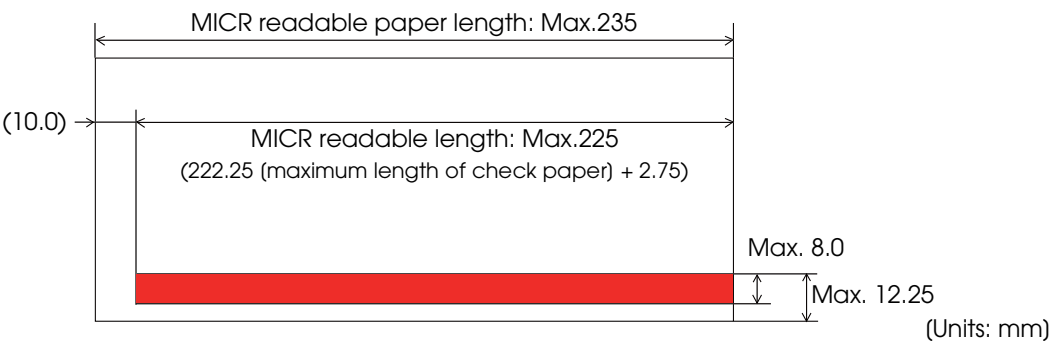 MICR readable paper length: Max.235
(10.0)
MICR readable length: Max.225
(222.25 (maximum length of check paper) + 2.75)
Max. 8.0
Max. 12.25
(Units: mm)